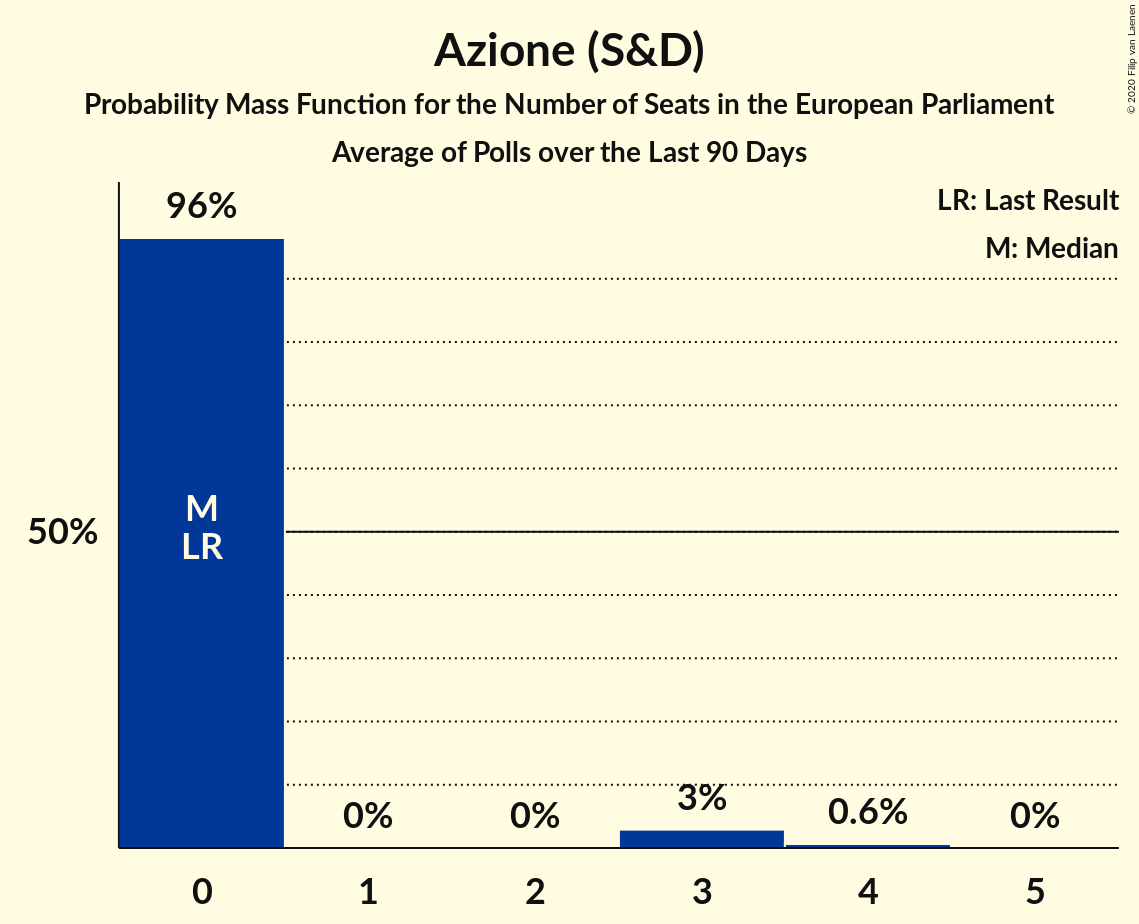 Azione (S&D)
Probability Mass Function for the Number of Seats in the European Parliament
Average of Polls over the Last 90 Days
© 2020 Filip van Laenen
LR: Last Result
M: Median
96%
M
LR
50%
0%
0%
3%
0.6%
0%
0
1
2
3
4
5